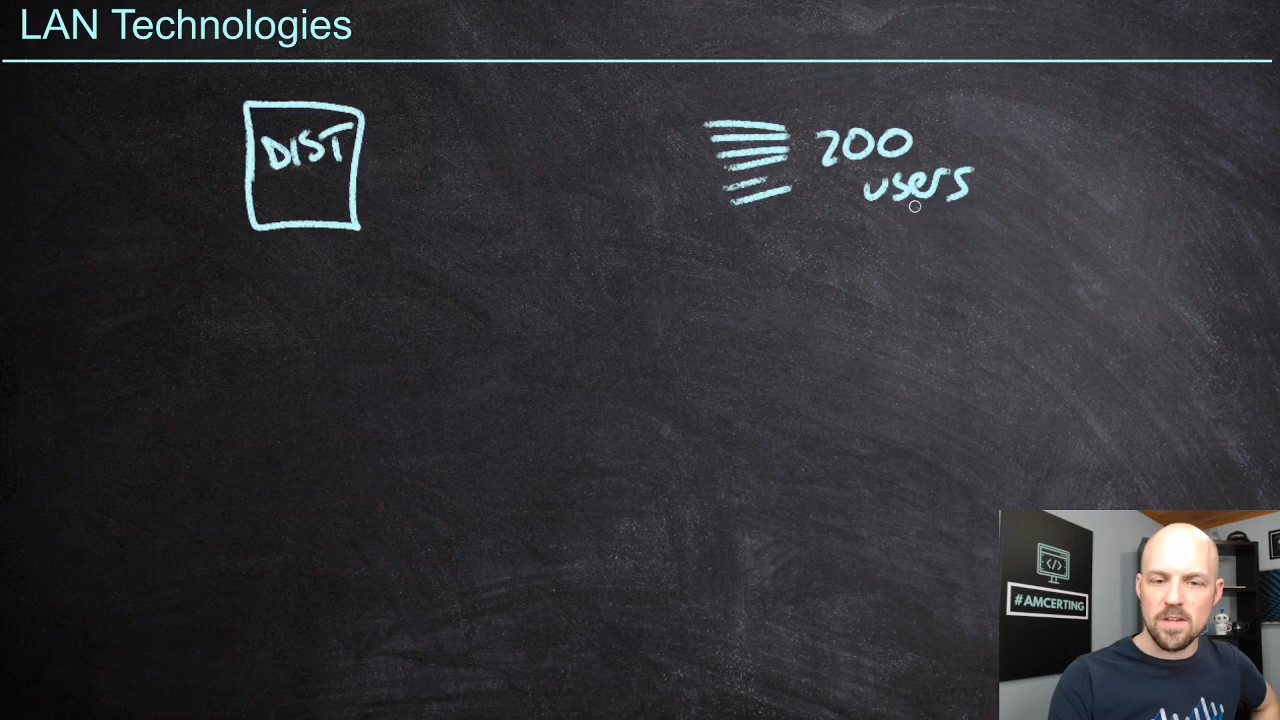 LAN Technologies
DIST
200
users
</>
#AMCERTING